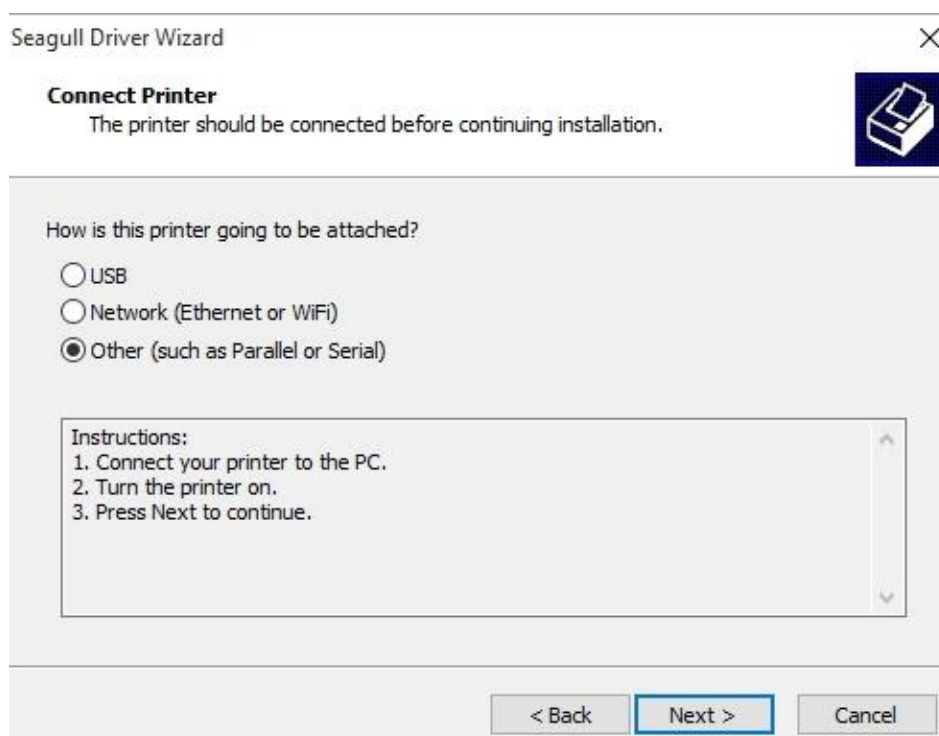 Seagull Driver Wizard
Connect Printer
The printer should be connected before continuing installation.
How is this printer going to be attached?
USB
Network (Ethernet or WiFi)
Other (such as Parallel or Serial)
Instructions:
1. Connect your printer to the PC.
2. Turn the printer on.
3. Press Next to continue.
< Back Next > Cancel